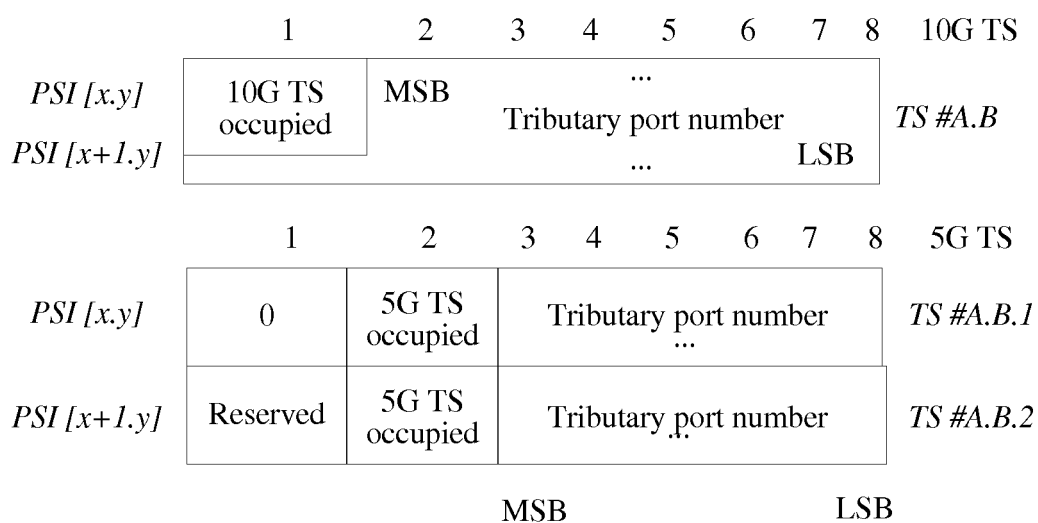 1 2 3 4 5 6 7 8 10G TS
PSI [x.y] 10G TS occupied MSB ... Tributary port number TS #A.B
PSI [x+1.y] ... LSB
1 2 3 4 5 6 7 8 5G TS
PSI [x.y] 0 5G TS occupied Tributary port number ... TS #A.B.1
PSI [x+1.y] Reserved 5G TS occupied Tributary port number ... TS #A.B.2
MSB LSB